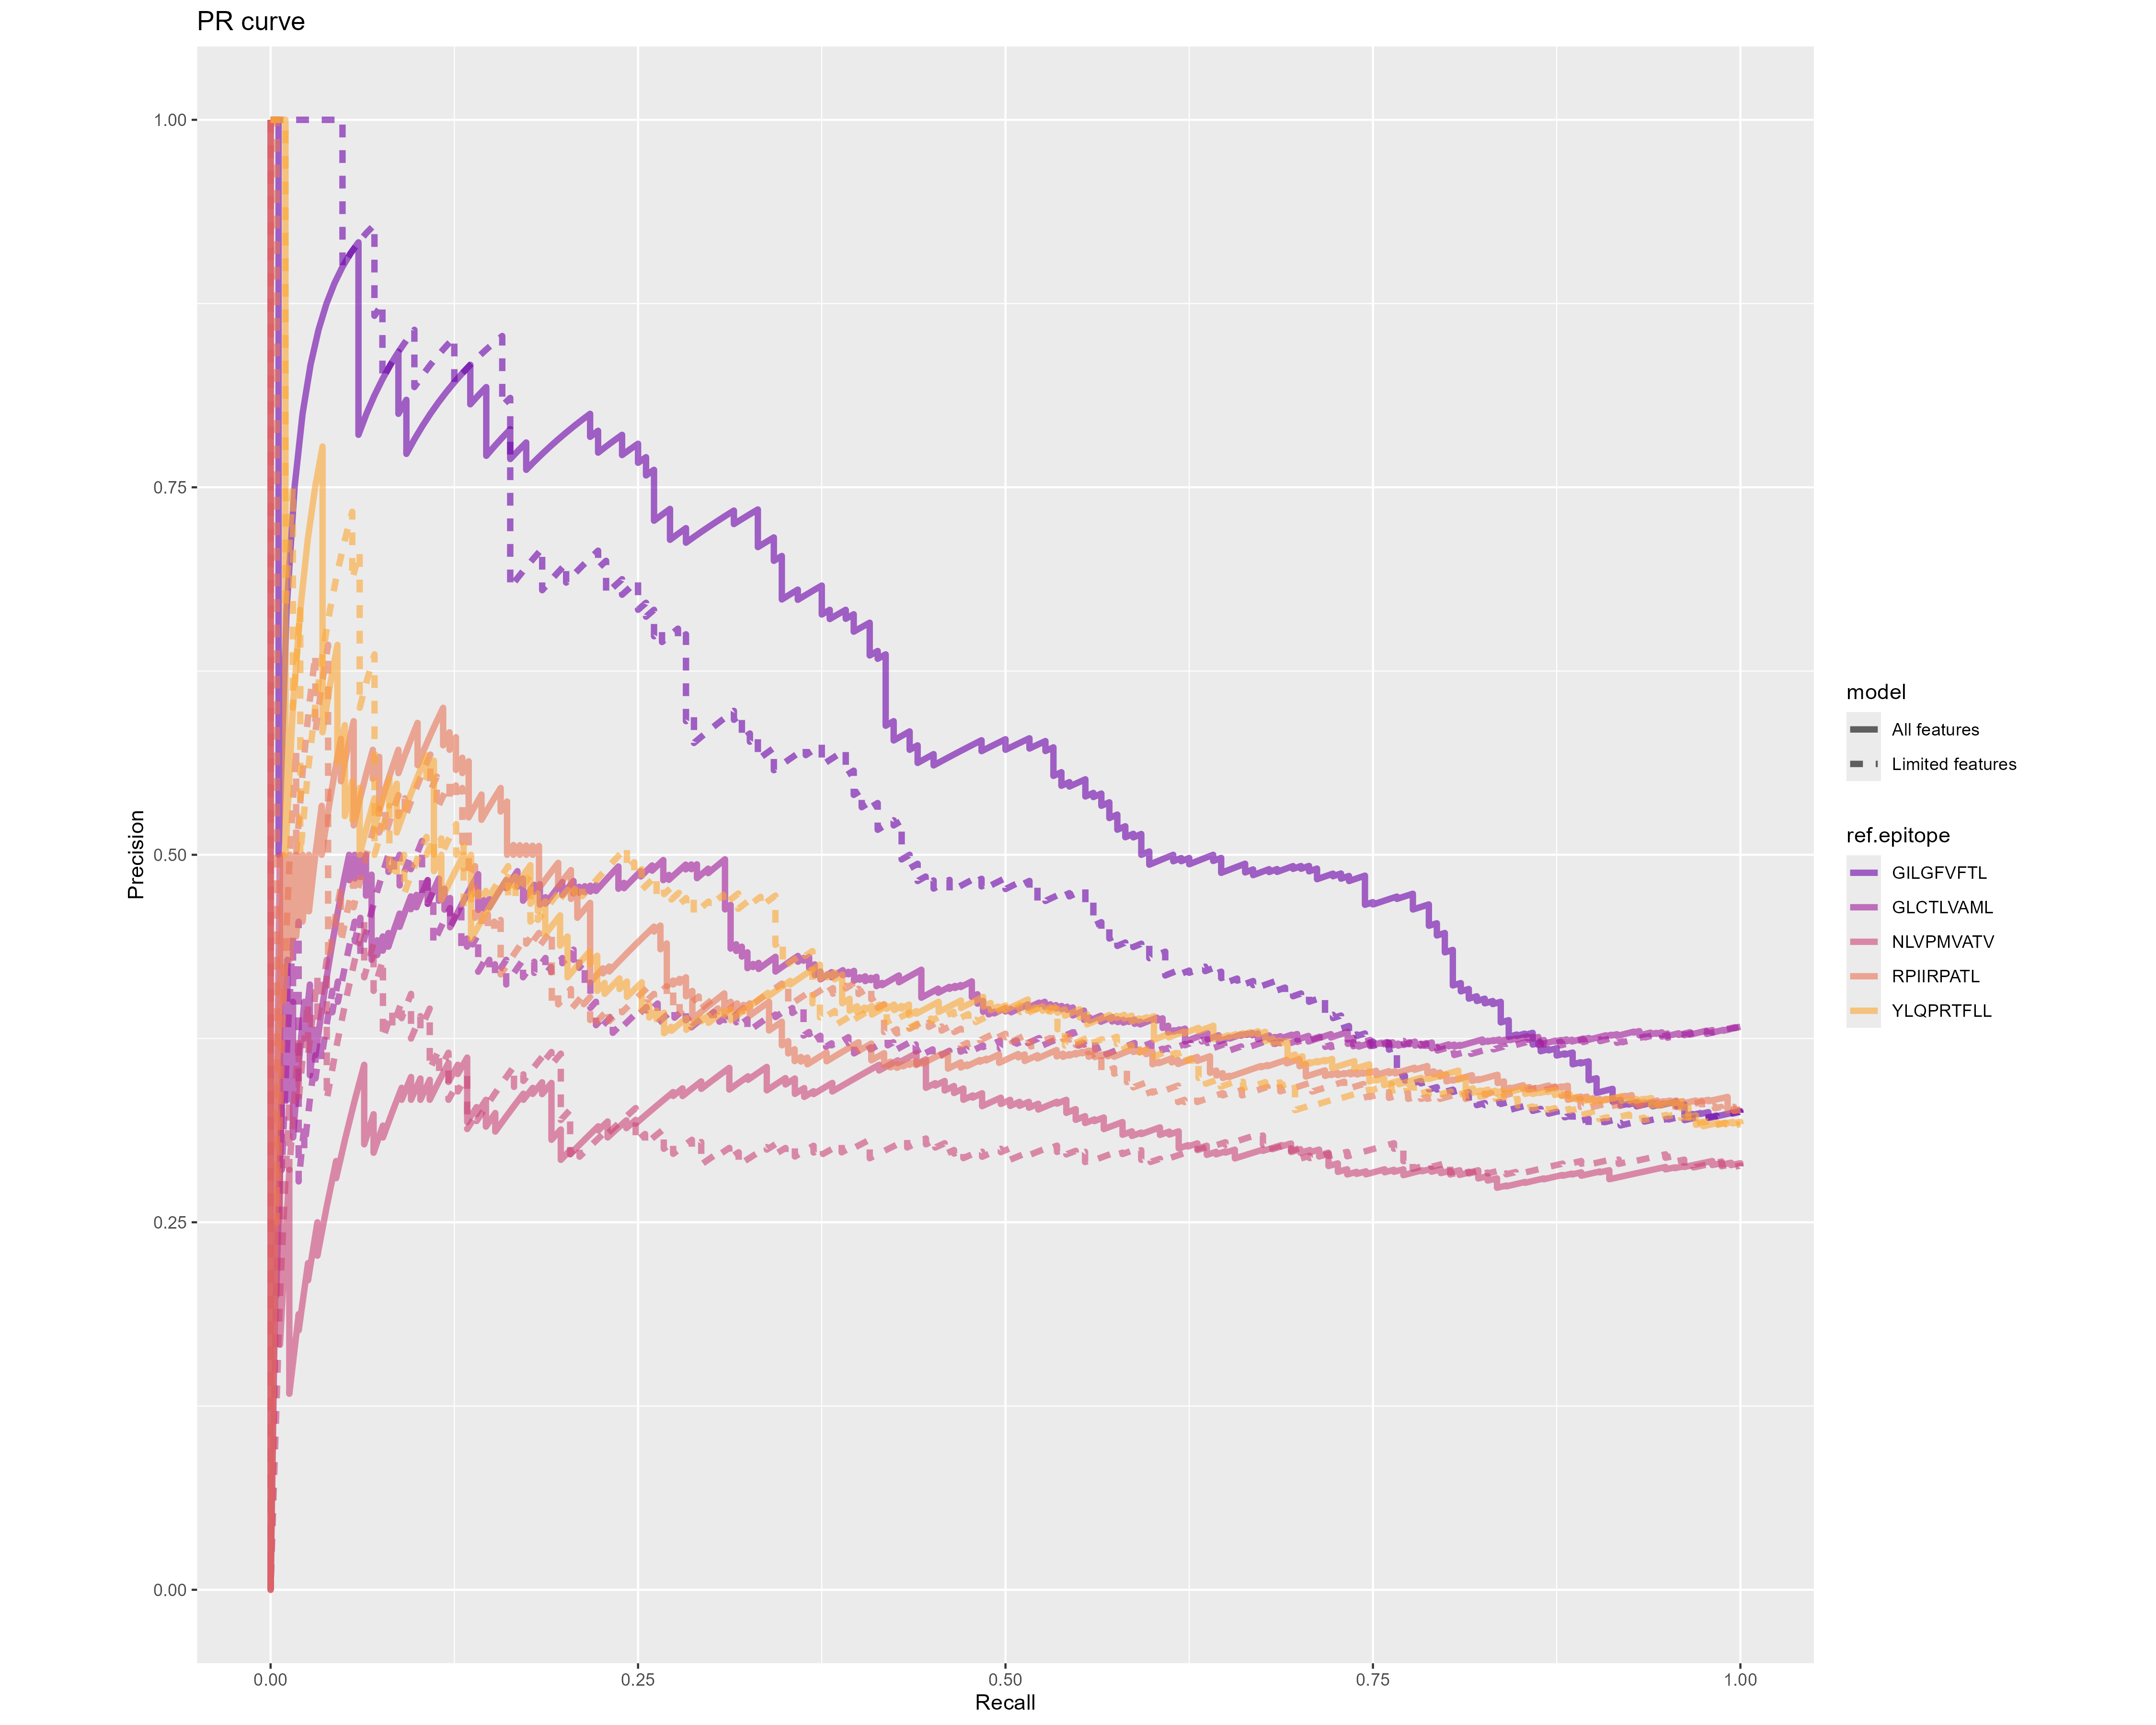 PR curve
1.00
0.75
0.50
0.25
0.00
Precision
0.00
0.25
0.50
0.75
1.00
Recall
model
All features
Limited features
ref.epitope
GILGFVFTL
GLCTLVAML
NLVPMVATV
RPIIRPATL
YLQPRTFLL